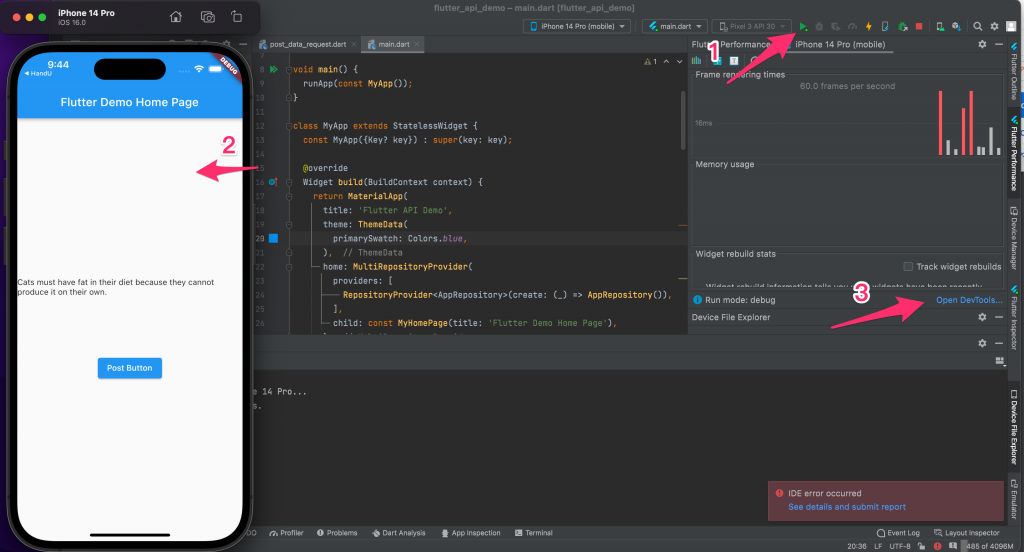 flutter_api_demo – main.dart [flutter_api_demo]
iPhone 14 Pro
iOS 16.0
iPhone 14 Pro (mobile)
main.dart
Pixel 3 API 30
9:44
HandU
DEBUG
Flutter Demo Home Page
Cats must have fat in their diet because they cannot
produce it on their own.
Post Button
post_data_request.dart
main.dart
1
7
8
void main() {
9
runApp(const MyApp());
10
}
11
12
class MyApp extends StatelessWidget {
13
const MyApp({Key? key}) : super(key: key);
14
15
@override
16
Widget build(BuildContext context) {
17
return MaterialApp(
18
title: 'Flutter API Demo',
19
theme: ThemeData(
20
primarySwatch: Colors.blue,
21
), // ThemeData
22
home: MultiRepositoryProvider(
23
providers: [
24
RepositoryProvider<AppRepository>(create: (_) => AppRepository()),
25
],
26
child: const MyHomePage(title: 'Flutter Demo Home Page'),
1
2
3
Flutter Performance
iPhone 14 Pro (mobile)
Frame rendering times
60.0 frames per second
16ms
Memory usage
Widget rebuild stats
Track widget rebuilds
Widget rebuild information tells you
widgets have been recently
Run mode: debug
Open DevTools...
Device File Explorer
Flutter Outline
Flutter Performance
Device Manager
Flutter Inspector
Device File Explorer
Emulator
e 14 Pro...
s.
IDE error occurred
See details and submit report
DO
Profiler
Problems
Dart Analysis
App Inspection
Terminal
Event Log
Layout Inspector
20:36
LF
UTF-8
485 of 4096M